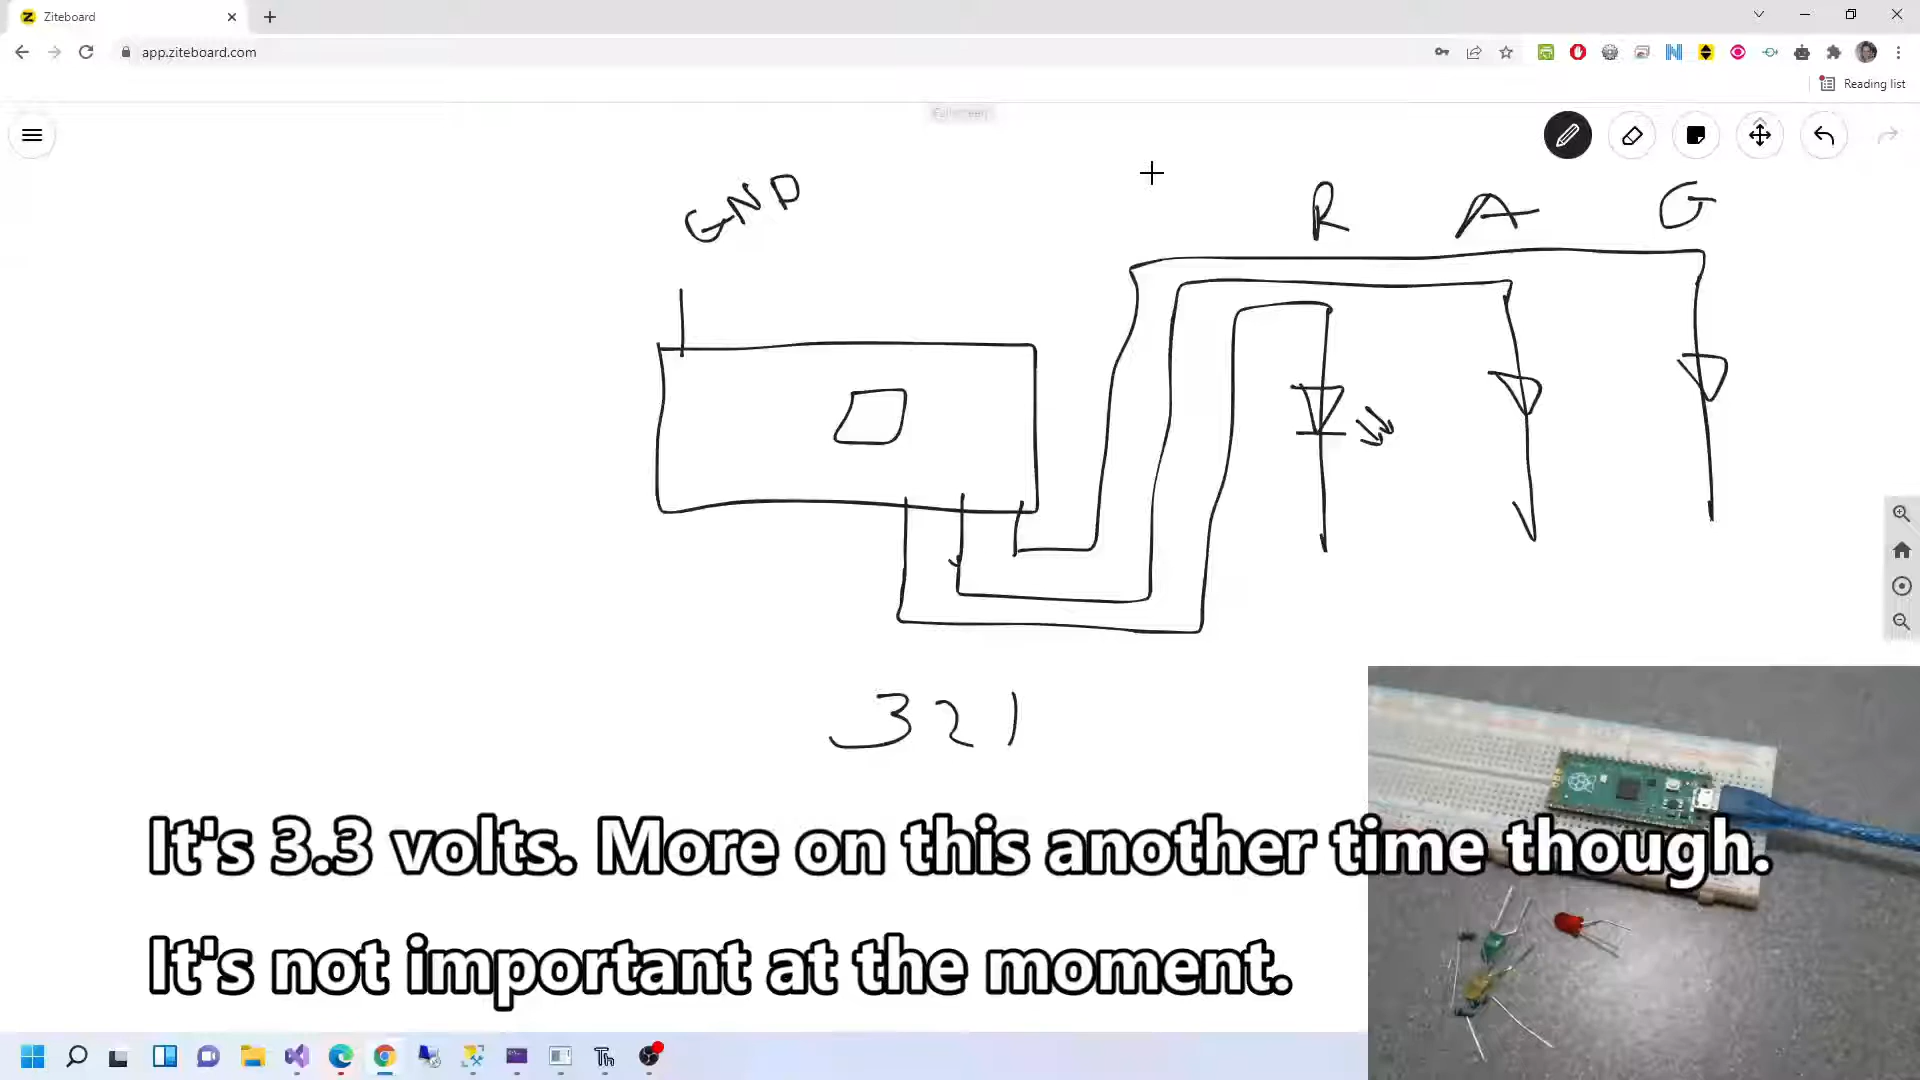 Ziteboard
app.ziteboard.com
Reading list
Fullscreen
GND
R A G
3 2 1
It's 3.3 volts. More on this another time though.
It's not important at the moment.